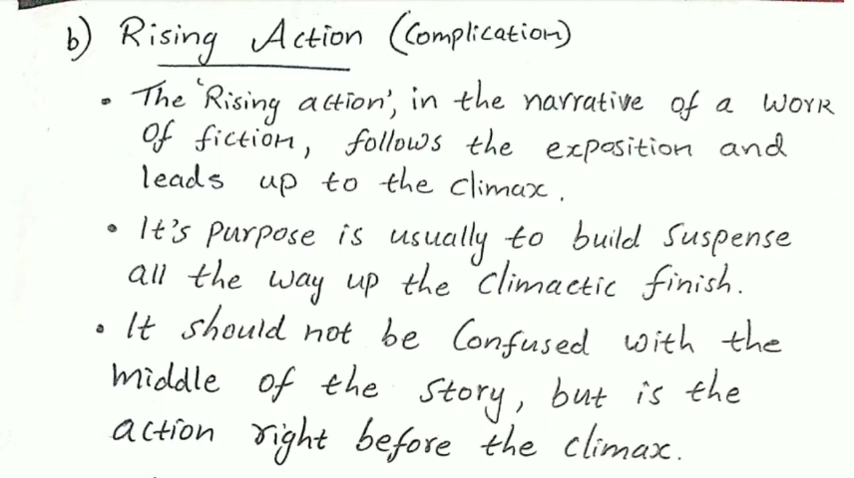 b) Rising Action (Complication)
• The 'Rising action', in the narrative of a work
of fiction, follows the exposition and
leads up to the climax.
• It's purpose is usually to build suspense
all the way up the climactic finish.
• It should not be confused with the
middle of the story, but is the
action right before the climax.